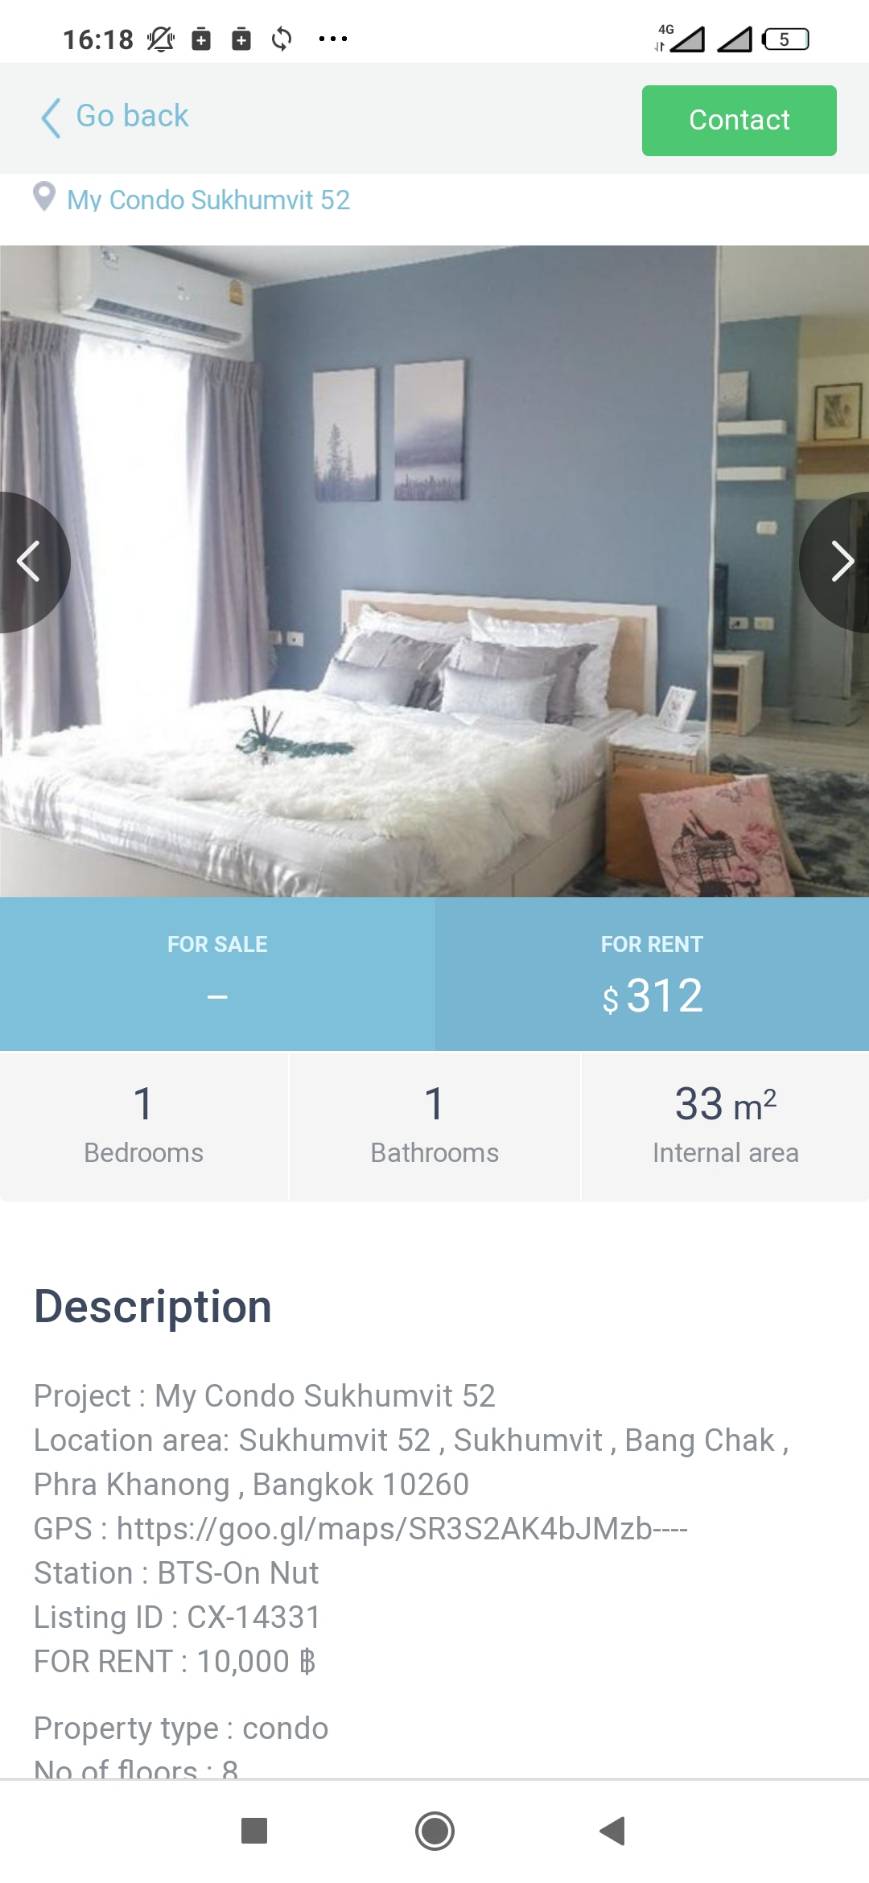 16:18
4G
5
Go back
Contact
My Condo Sukhumvit 52
FOR SALE
–
FOR RENT
$ 312
1
Bedrooms
1
Bathrooms
33 m²
Internal area
Description
Project : My Condo Sukhumvit 52
Location area: Sukhumvit 52 , Sukhumvit , Bang Chak ,
Phra Khanong , Bangkok 10260
GPS : https://goo.gl/maps/SR3S2AK4bJMzb----
Station : BTS-On Nut
Listing ID : CX-14331
FOR RENT : 10,000 ฿
Property type : condo
No of floors : 8